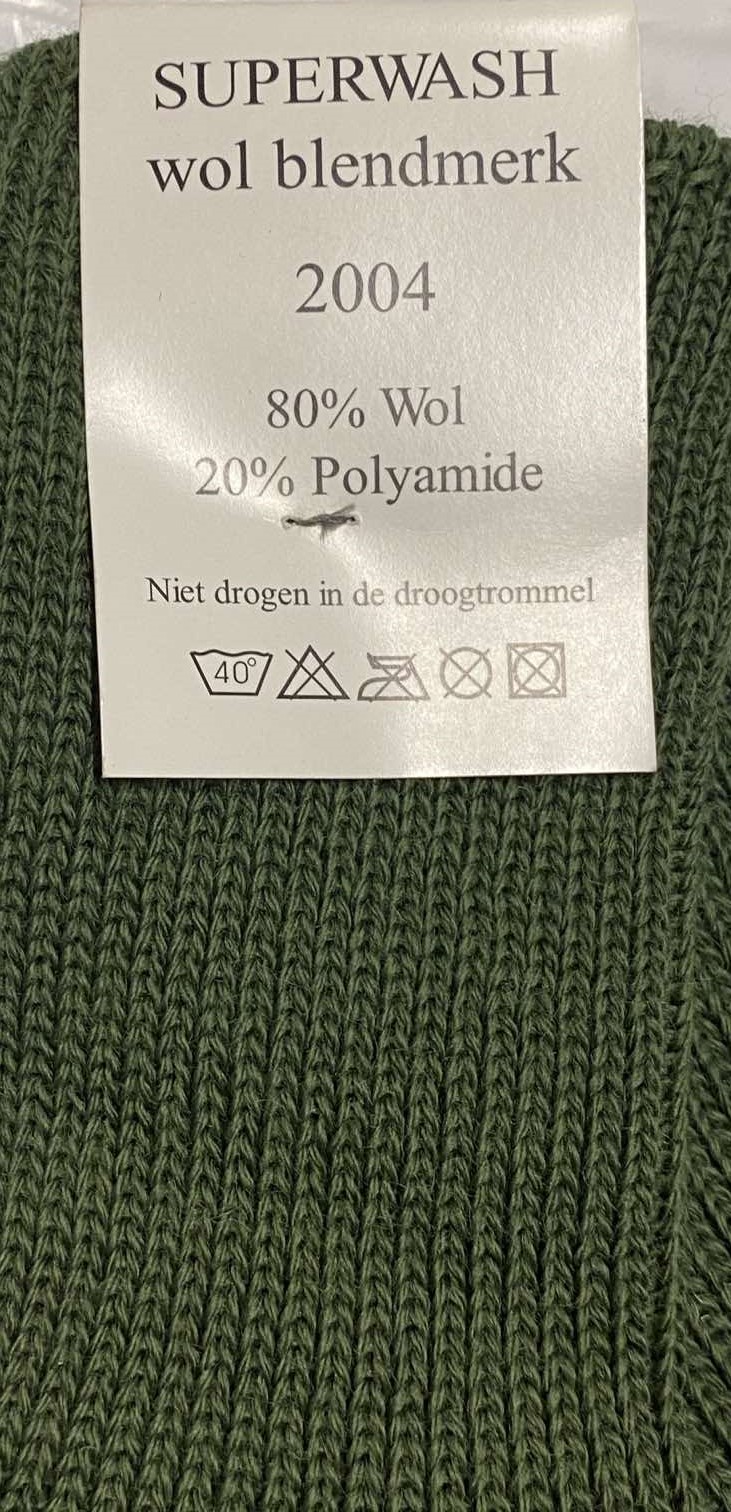 SUPERWASH
wol blendmerk
2004
80% Wol
20% Polyamide
Niet drogen in de droogtrommel
40°